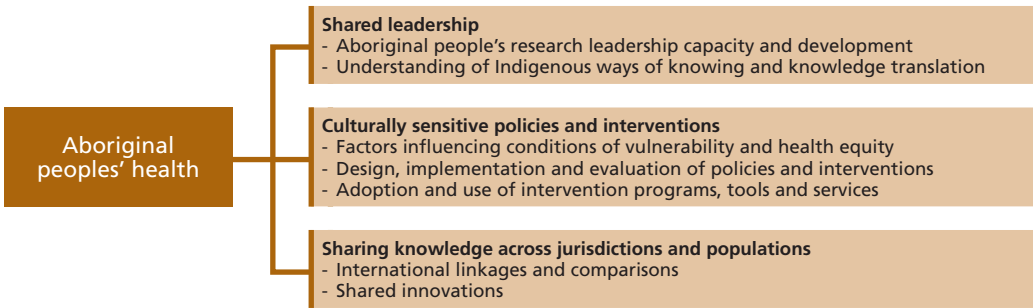 Aboriginal
peoples’ health
Shared leadership
- Aboriginal people’s research leadership capacity and development
- Understanding of Indigenous ways of knowing and knowledge translation
Culturally sensitive policies and interventions
- Factors influencing conditions of vulnerability and health equity
- Design, implementation and evaluation of policies and interventions
- Adoption and use of intervention programs, tools and services
Sharing knowledge across jurisdictions and populations
- International linkages and comparisons
- Shared innovations